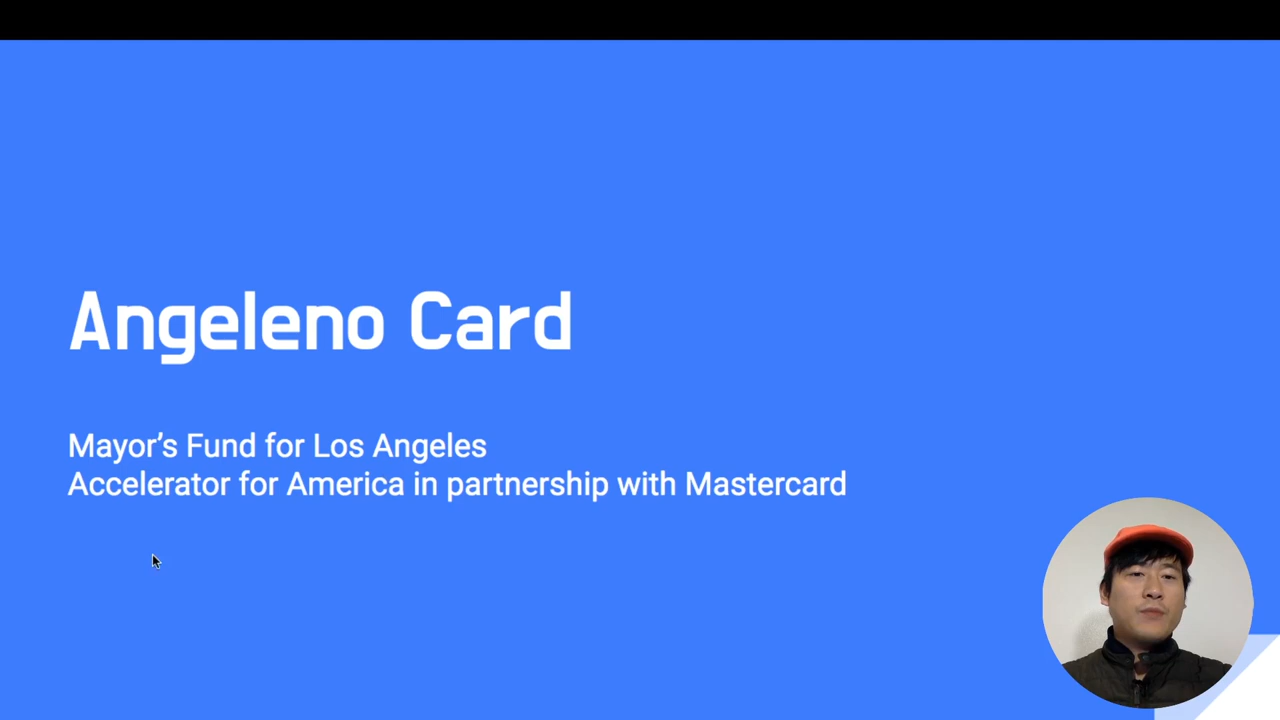 Angeleno Card
Mayor’s Fund for Los Angeles
Accelerator for America in partnership with Mastercard